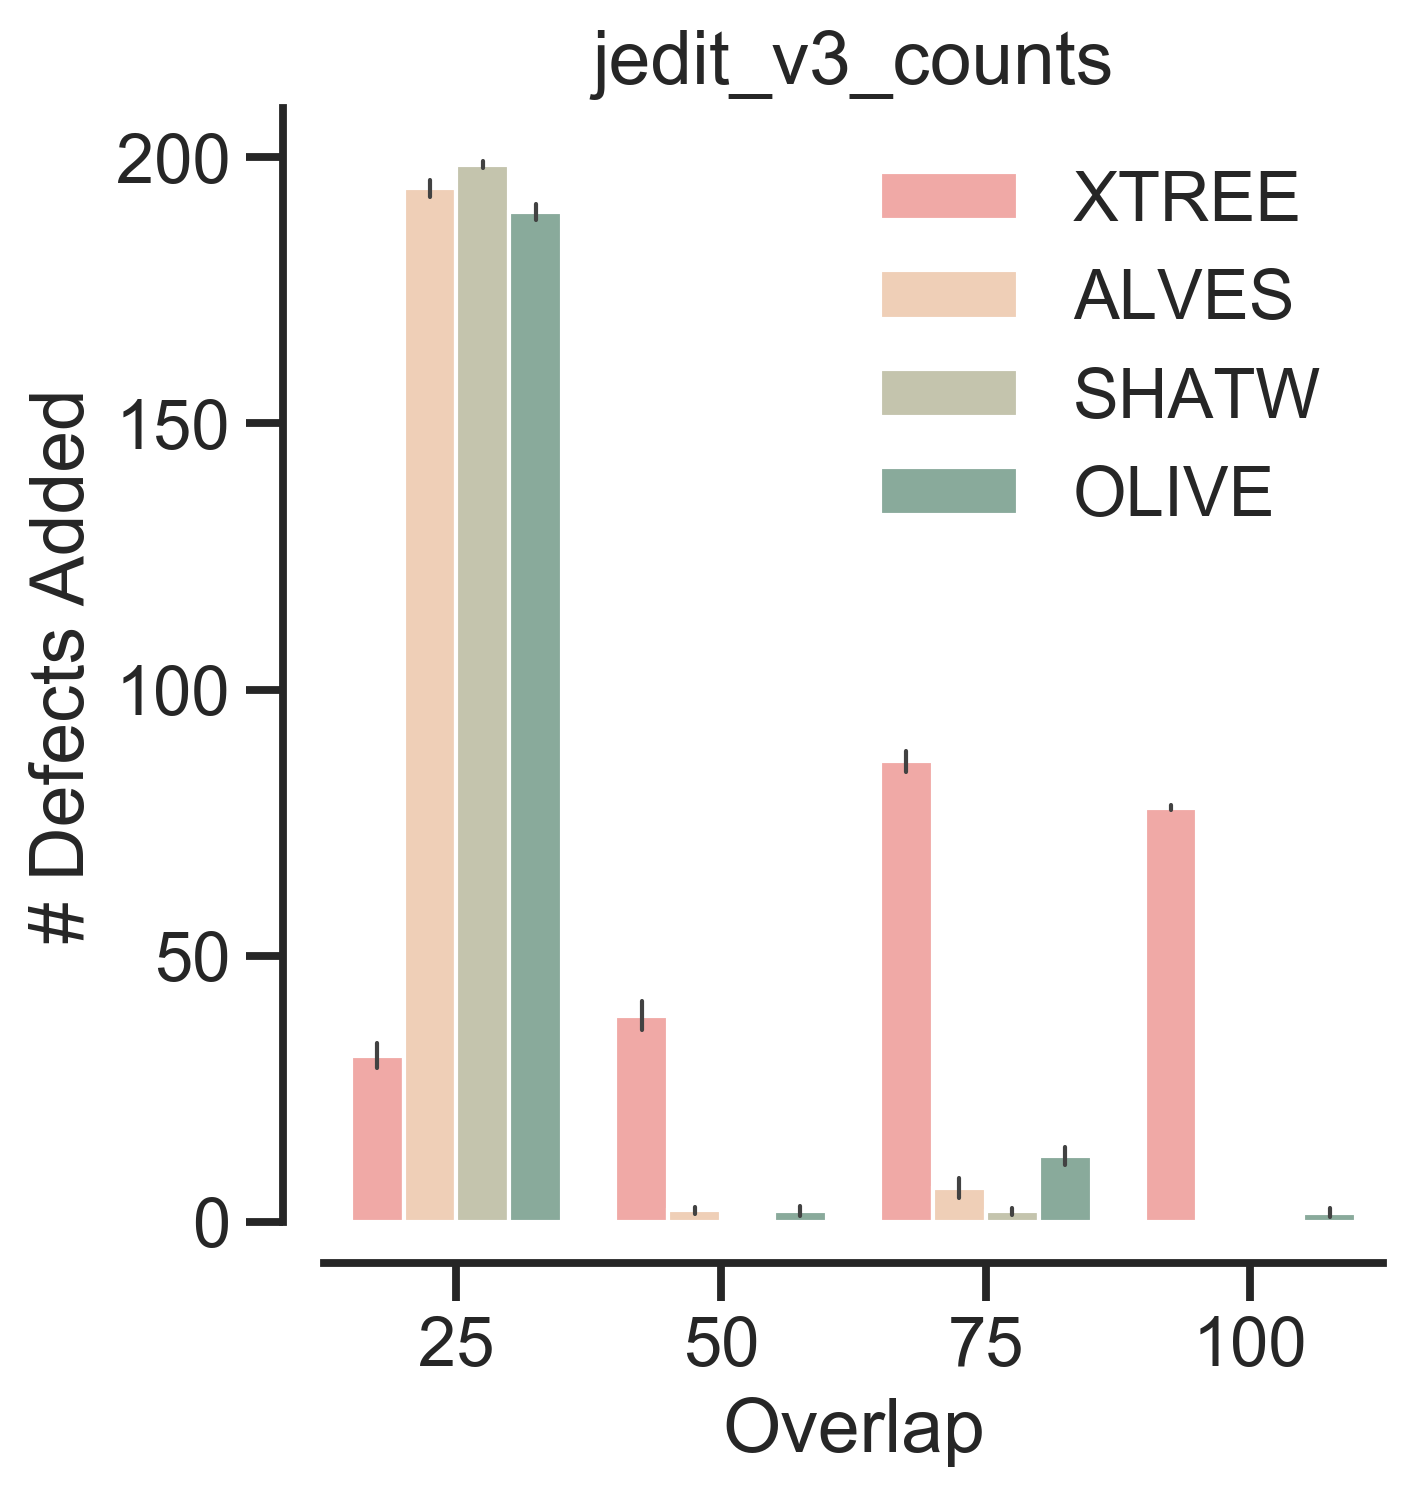 jedit_v3_counts
200
150
100
50
0
# Defects Added
XTREE
ALVES
SHATW
OLIVE
25 50 75 100
Overlap